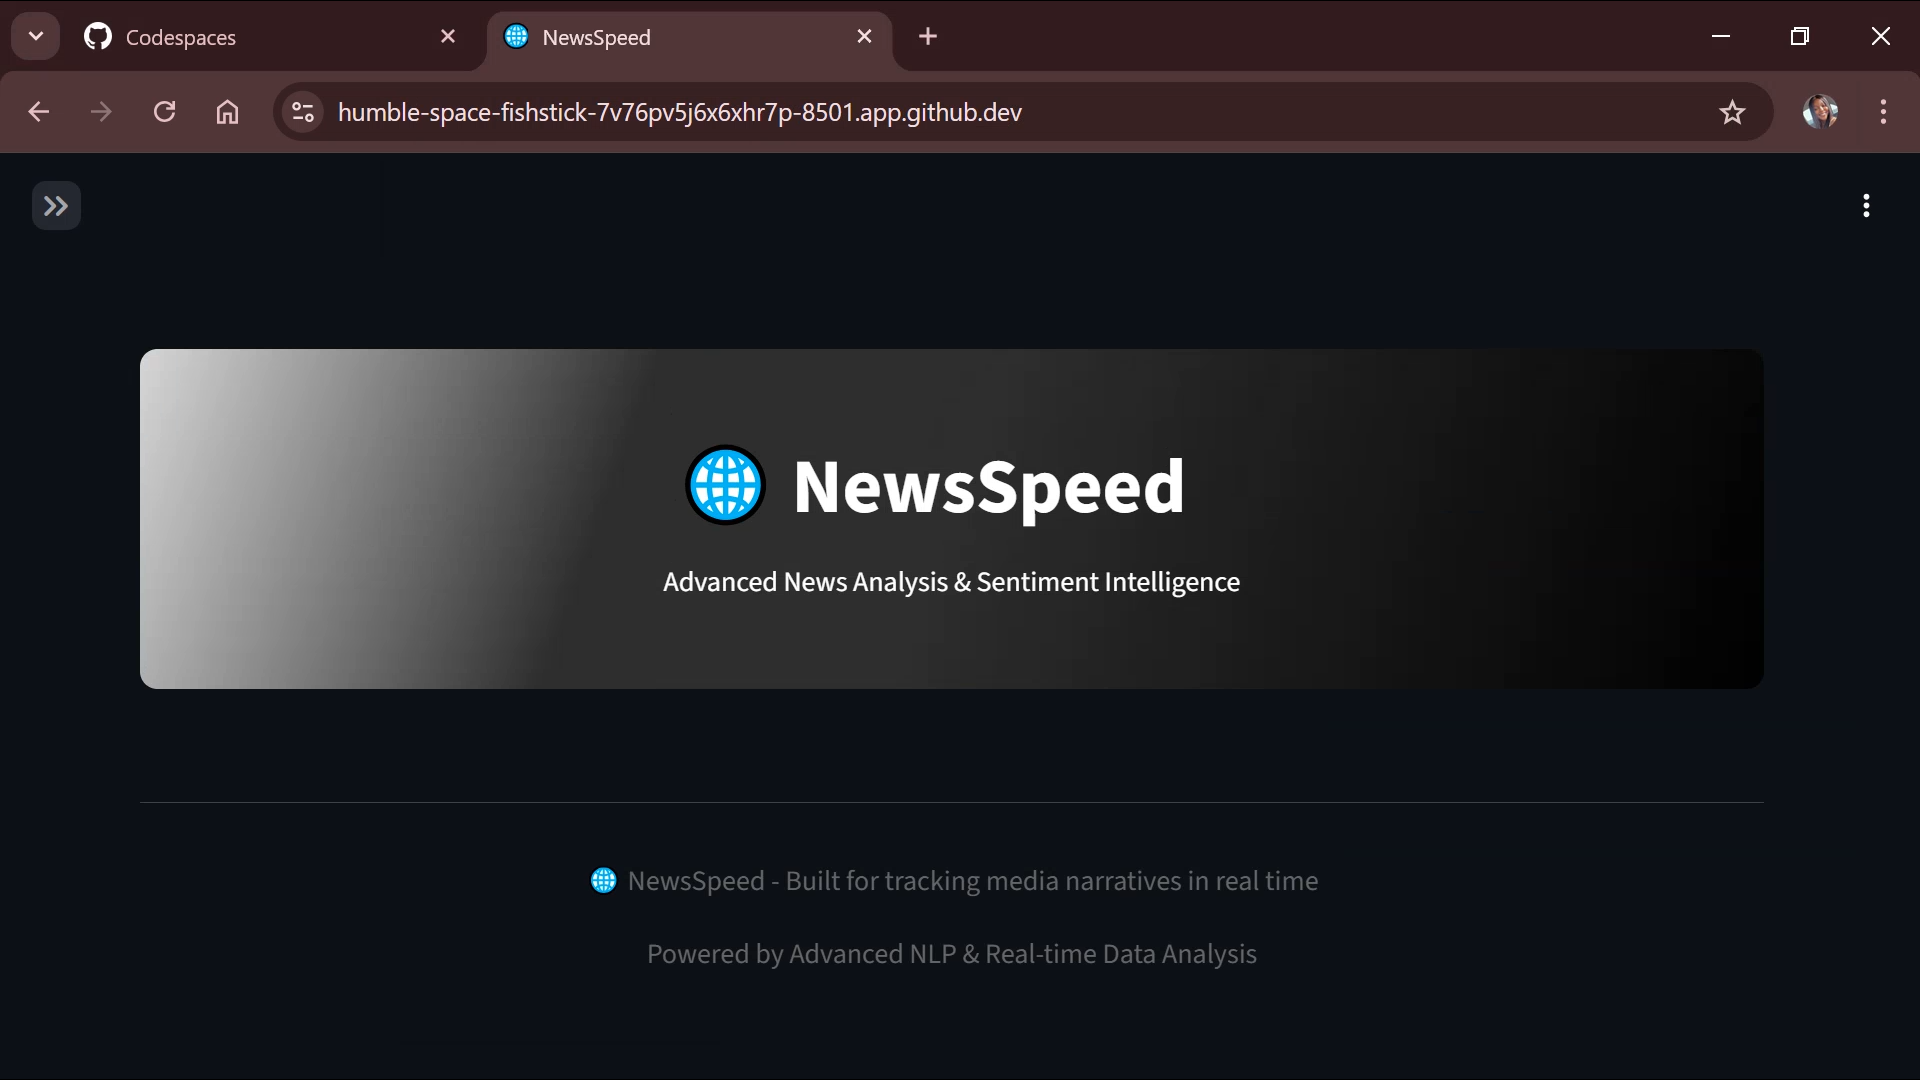 Codespaces
NewsSpeed
humble-space-fishstick-7v76pv5j6x6xhr7p-8501.app.github.dev
NewsSpeed
Advanced News Analysis & Sentiment Intelligence
NewsSpeed - Built for tracking media narratives in real time
Powered by Advanced NLP & Real-time Data Analysis